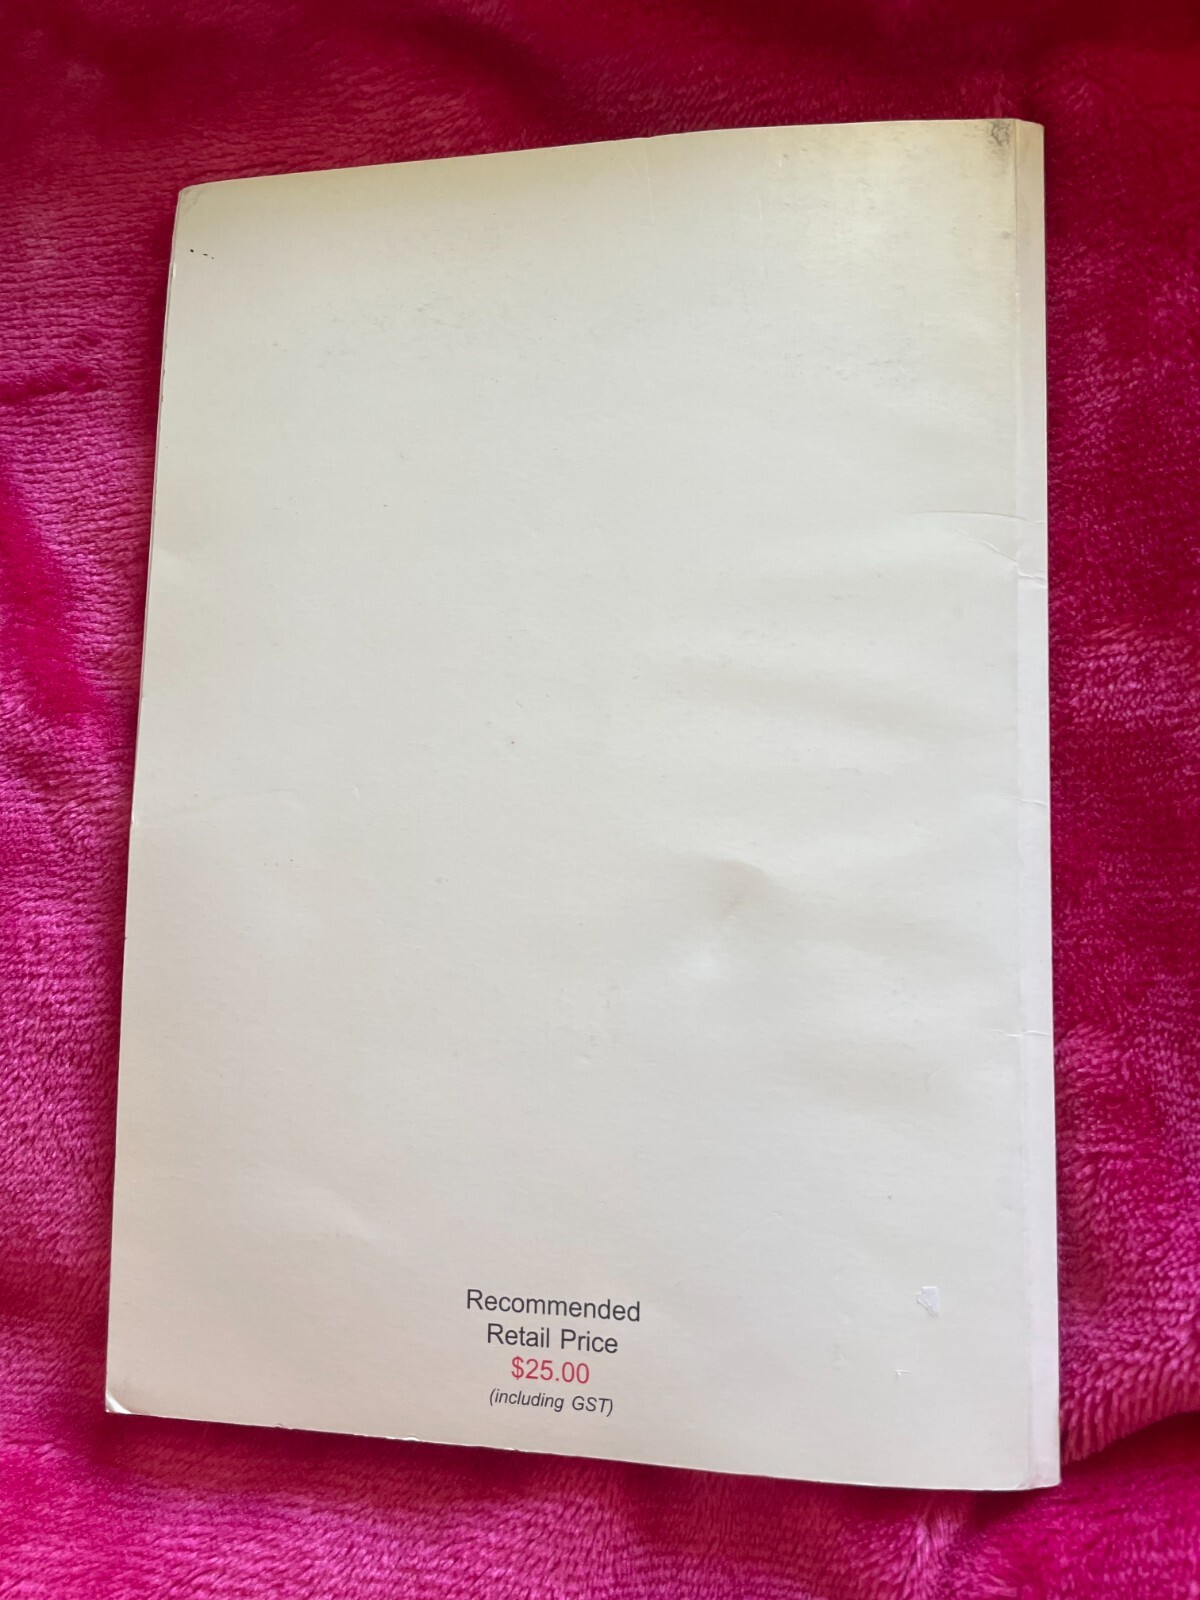 Recommended
Retail Price
$25.00
(including GST)